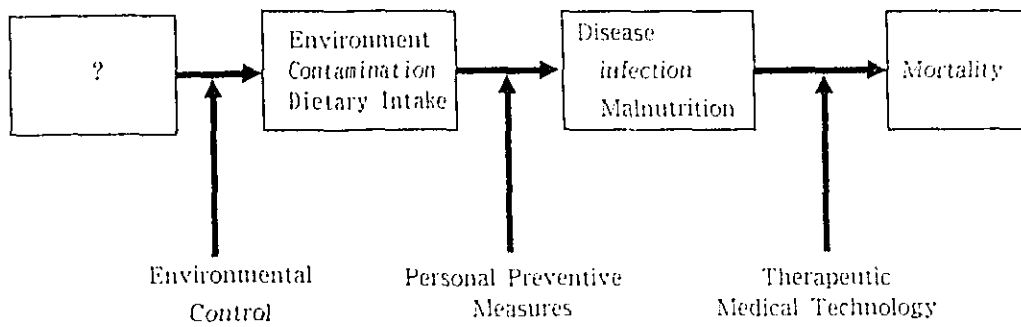 ?
Environment
Contamination
Dietary Intake
Disease
infection
Malnutrition
Mortality
Environmental
Control
Personal Preventive
Measures
Therapeutic
Medical Technology